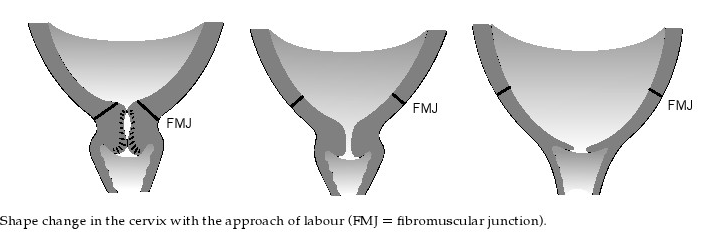 FMJ
FMJ
FMJ
Shape change in the cervix with the approach of labour (FMJ = fibromuscular junction).